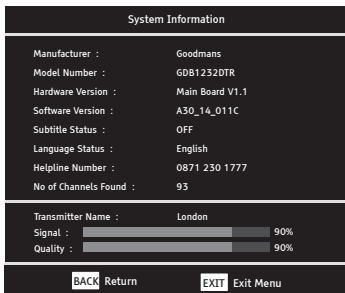 System Information
Manufacturer : Goodmans
Model Number : GDB1232DTR
Hardware Version : Main Board V1.1
Software Version : A30_14_011C
Subtitle Status : OFF
Language Status : English
Helpline Number : 0871 230 1777
No of Channels Found : 93
Transmitter Name : London
Signal : 90%
Quality : 90%
BACK Return EXIT Exit Menu